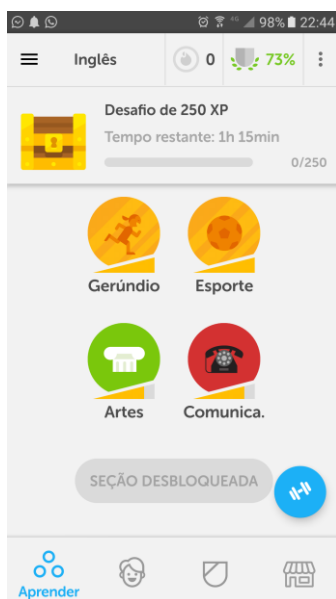 4G 98% 22:44
Inglês 0 73%
Desafio de 250 XP
Tempo restante: 1h 15min
0/250
Gerúndio Esporte
Artes Comunica.
SEÇÃO DESBLOQUEADA
Aprender